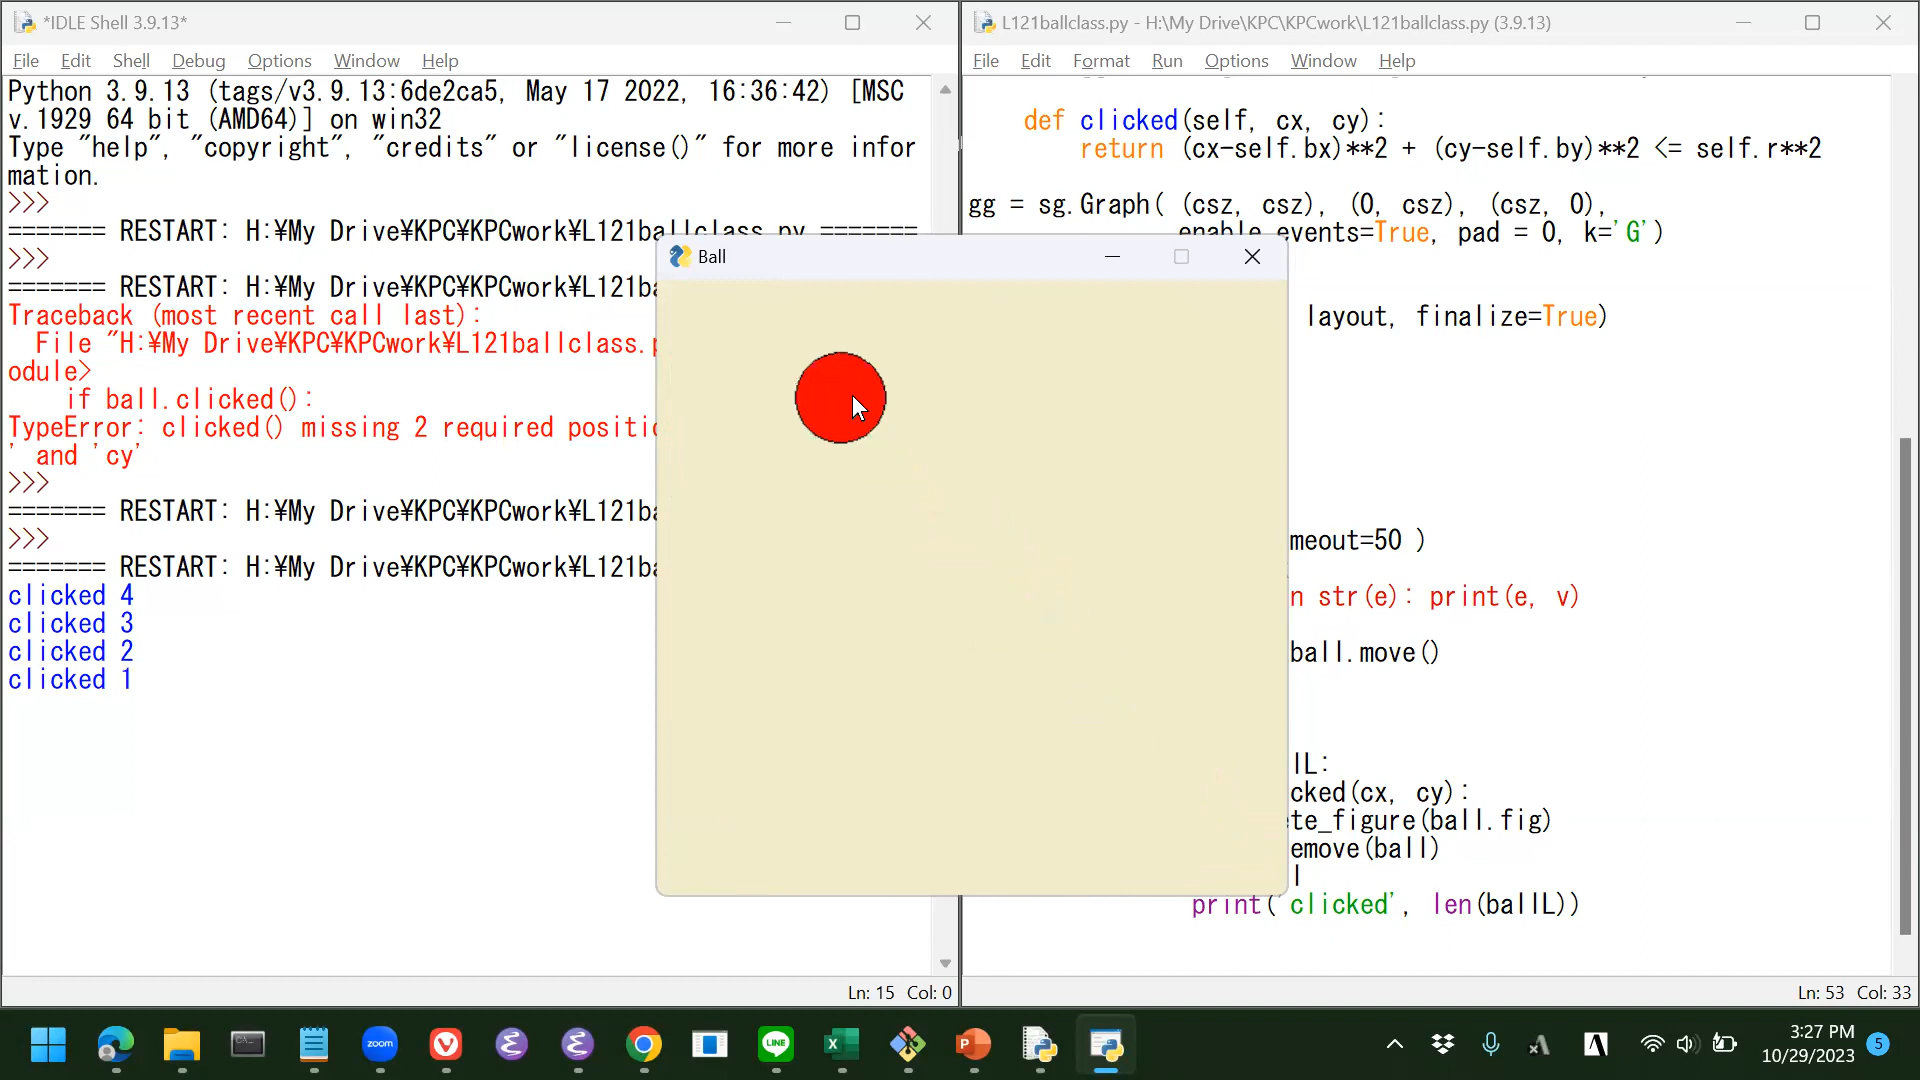 *IDLE Shell 3.9.13*
File Edit Shell Debug Options Window Help
Python 3.9.13 (tags/v3.9.13:6de2ca5, May 17 2022, 16:36:42) [MSC
v.1929 64 bit (AMD64)] on win32
Type "help", "copyright", "credits" or "license()" for more infor
mation.
>>>
======= RESTART: H:¥My Drive¥KPC¥KPCwork¥L121ballclass.py =======
>>>
======= RESTART: H:¥My Drive¥KPC¥KPCwork¥L121ba
Traceback (most recent call last):
File "H:¥My Drive¥KPC¥KPCwork¥L121ballclass.p
odule>
if ball.clicked():
TypeError: clicked() missing 2 required positio
' and 'cy'
>>>
======= RESTART: H:¥My Drive¥KPC¥KPCwork¥L121ba
>>>
======= RESTART: H:¥My Drive¥KPC¥KPCwork¥L121ba
clicked 4
clicked 3
clicked 2
clicked 1
Ln: 15 Col: 0
Ball
L121ballclass.py - H:\My Drive\KPC\KPCwork\L121ballclass.py (3.9.13)
File Edit Format Run Options Window Help
def clicked(self, cx, cy):
return (cx-self.bx)**2 + (cy-self.by)**2 <= self.r**2
gg = sg.Graph( (csz, csz), (0, csz), (csz, 0),
enable_events=True, pad = 0, k='G')
layout, finalize=True)
meout=50 )
n str(e): print(e, v)
ball.move()
lL:
cked(cx, cy):
te_figure(ball.fig)
emove(ball)
print('clicked', len(ballL))
Ln: 53 Col: 33
zoom
LINE
3:27 PM
10/29/2023
5